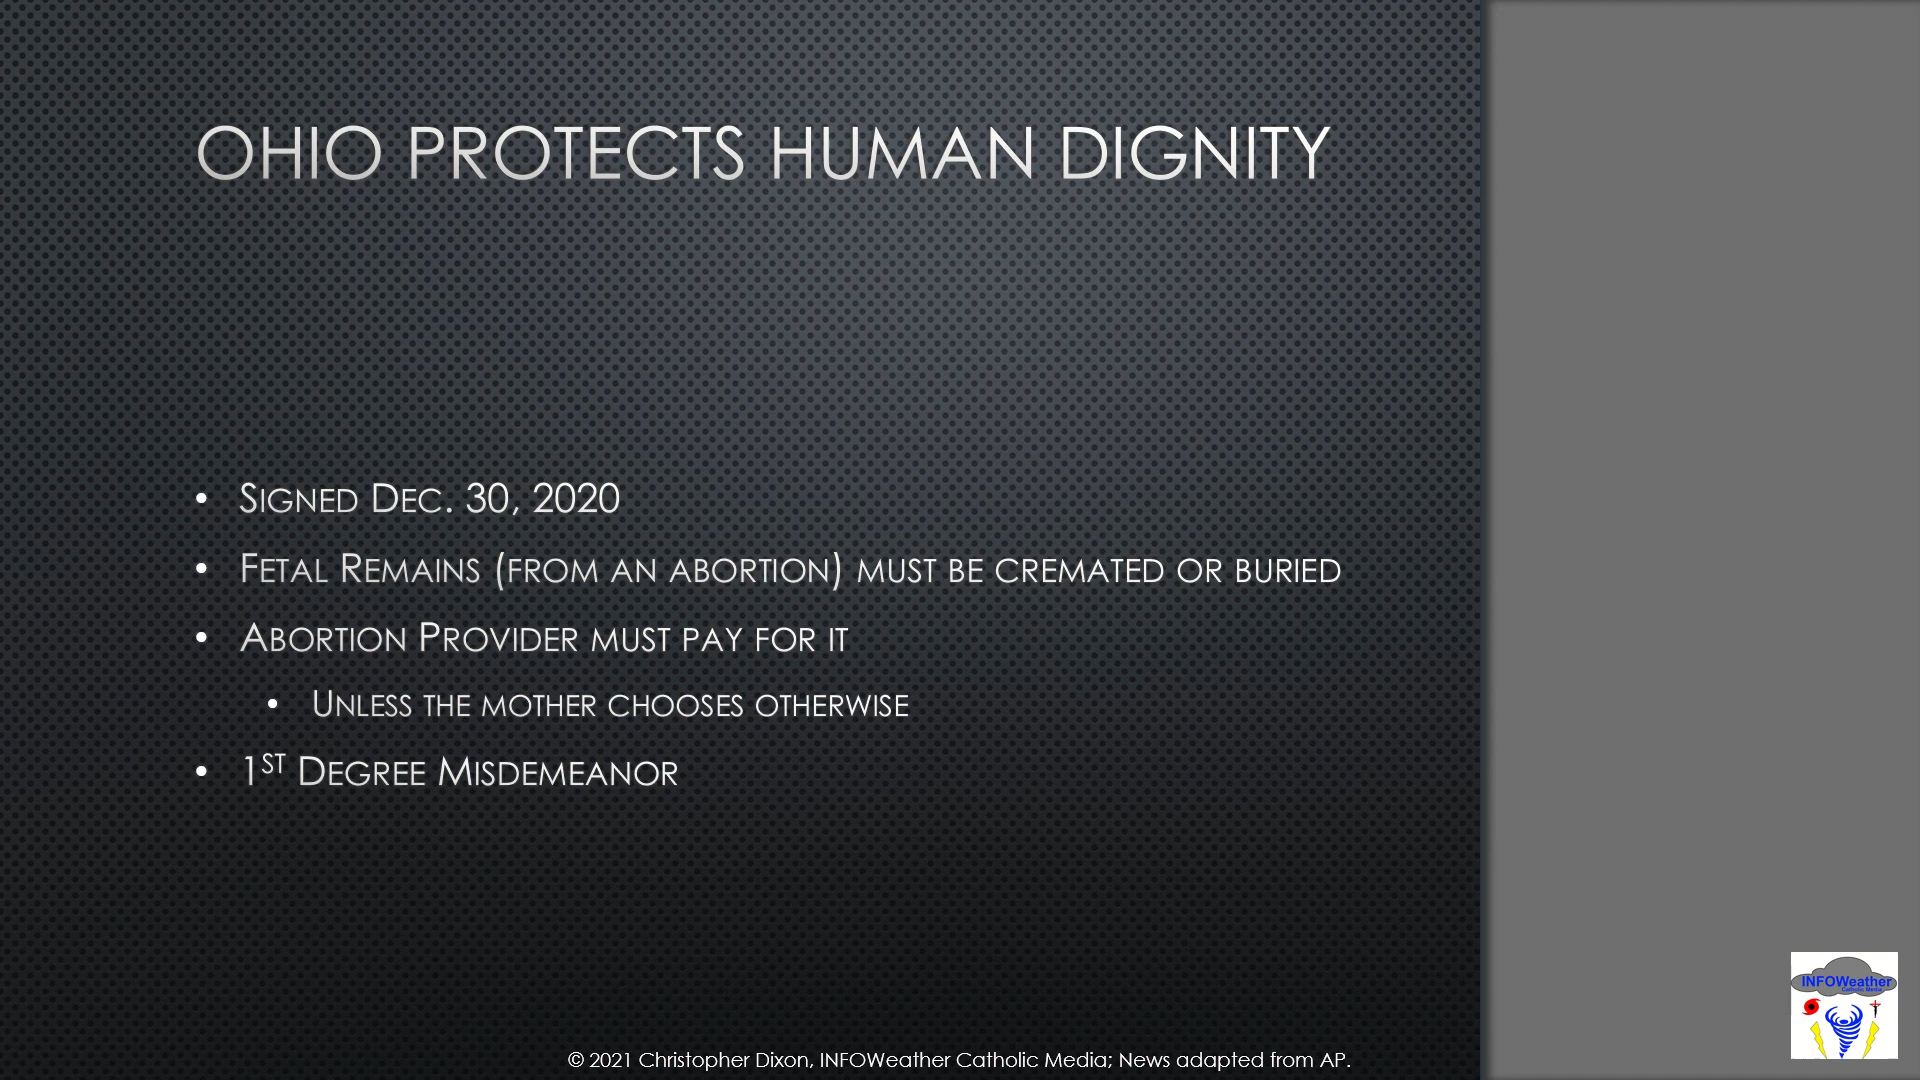 OHIO PROTECTS HUMAN DIGNITY
• SIGNED DEC. 30, 2020
• FETAL REMAINS (FROM AN ABORTION) MUST BE CREMATED OR BURIED
• ABORTION PROVIDER MUST PAY FOR IT
• UNLESS THE MOTHER CHOOSES OTHERWISE
• 1ST DEGREE MISDEMEANOR
INFOWeather
Catholic Media
© 2021 Christopher Dixon, INFOWeather Catholic Media; News adapted from AP.